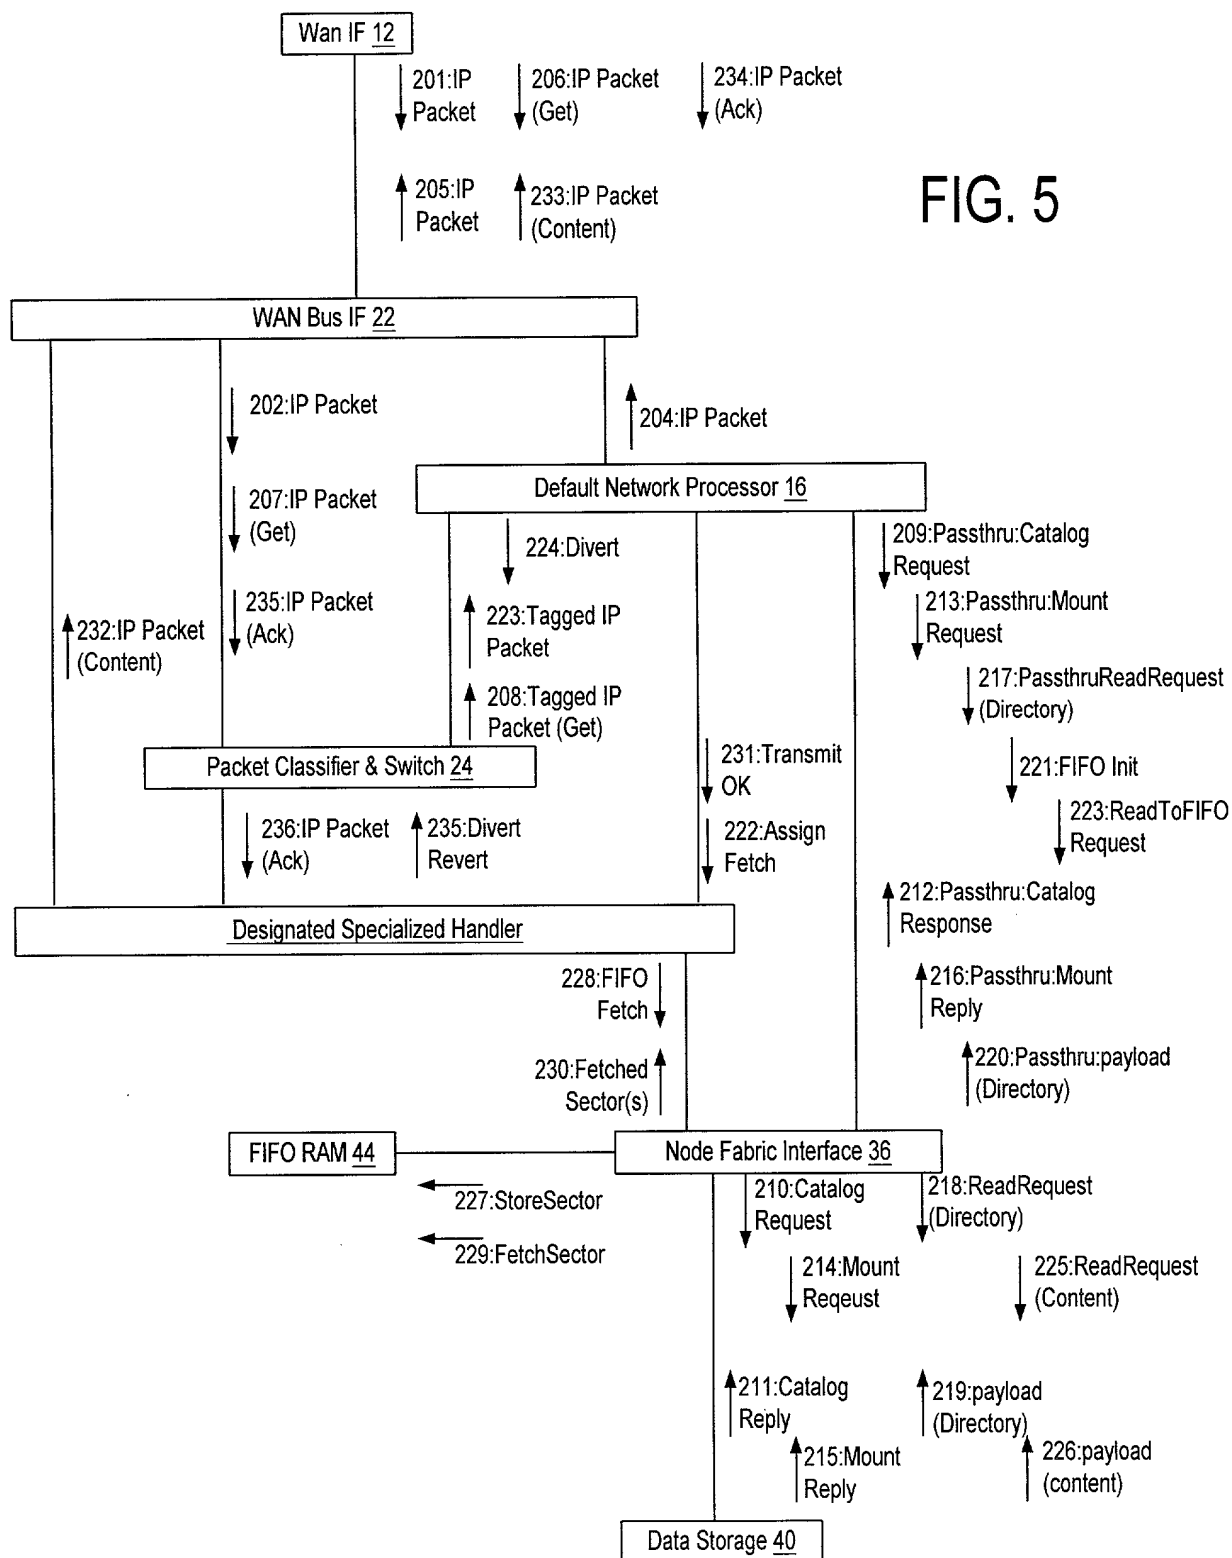 Wan IF 12
201:IP
Packet
206:IP Packet
(Get)
234:IP Packet
(Ack)
205:IP
Packet
233:IP Packet
(Content)
FIG. 5
WAN Bus IF 22
202:IP Packet
204:IP Packet
Default Network Processor 16
207:IP Packet
(Get)
224:Divert
209:Passthru:Catalog
Request
235:IP Packet
(Ack)
223:Tagged IP
Packet
213:Passthru:Mount
Request
232:IP Packet
(Content)
217:PassthruReadRequest
(Directory)
208:Tagged IP
Packet (Get)
Packet Classifier & Switch 24
231:Transmit
OK
221:FIFO Init
223:ReadToFIFO
Request
236:IP Packet
(Ack)
235:Divert
Revert
222:Assign
Fetch
212:Passthru:Catalog
Response
Designated Specialized Handler
228:FIFO
Fetch
216:Passthru:Mount
Reply
230:Fetched
Sector(s)
220:Passthru:payload
(Directory)
FIFO RAM 44
Node Fabric Interface 36
227:StoreSector
210:Catalog
Request
218:ReadRequest
(Directory)
229:FetchSector
214:Mount
Reqeust
225:ReadRequest
(Content)
211:Catalog
Reply
219:payload
(Directory)
215:Mount
Reply
226:payload
(content)
Data Storage 40